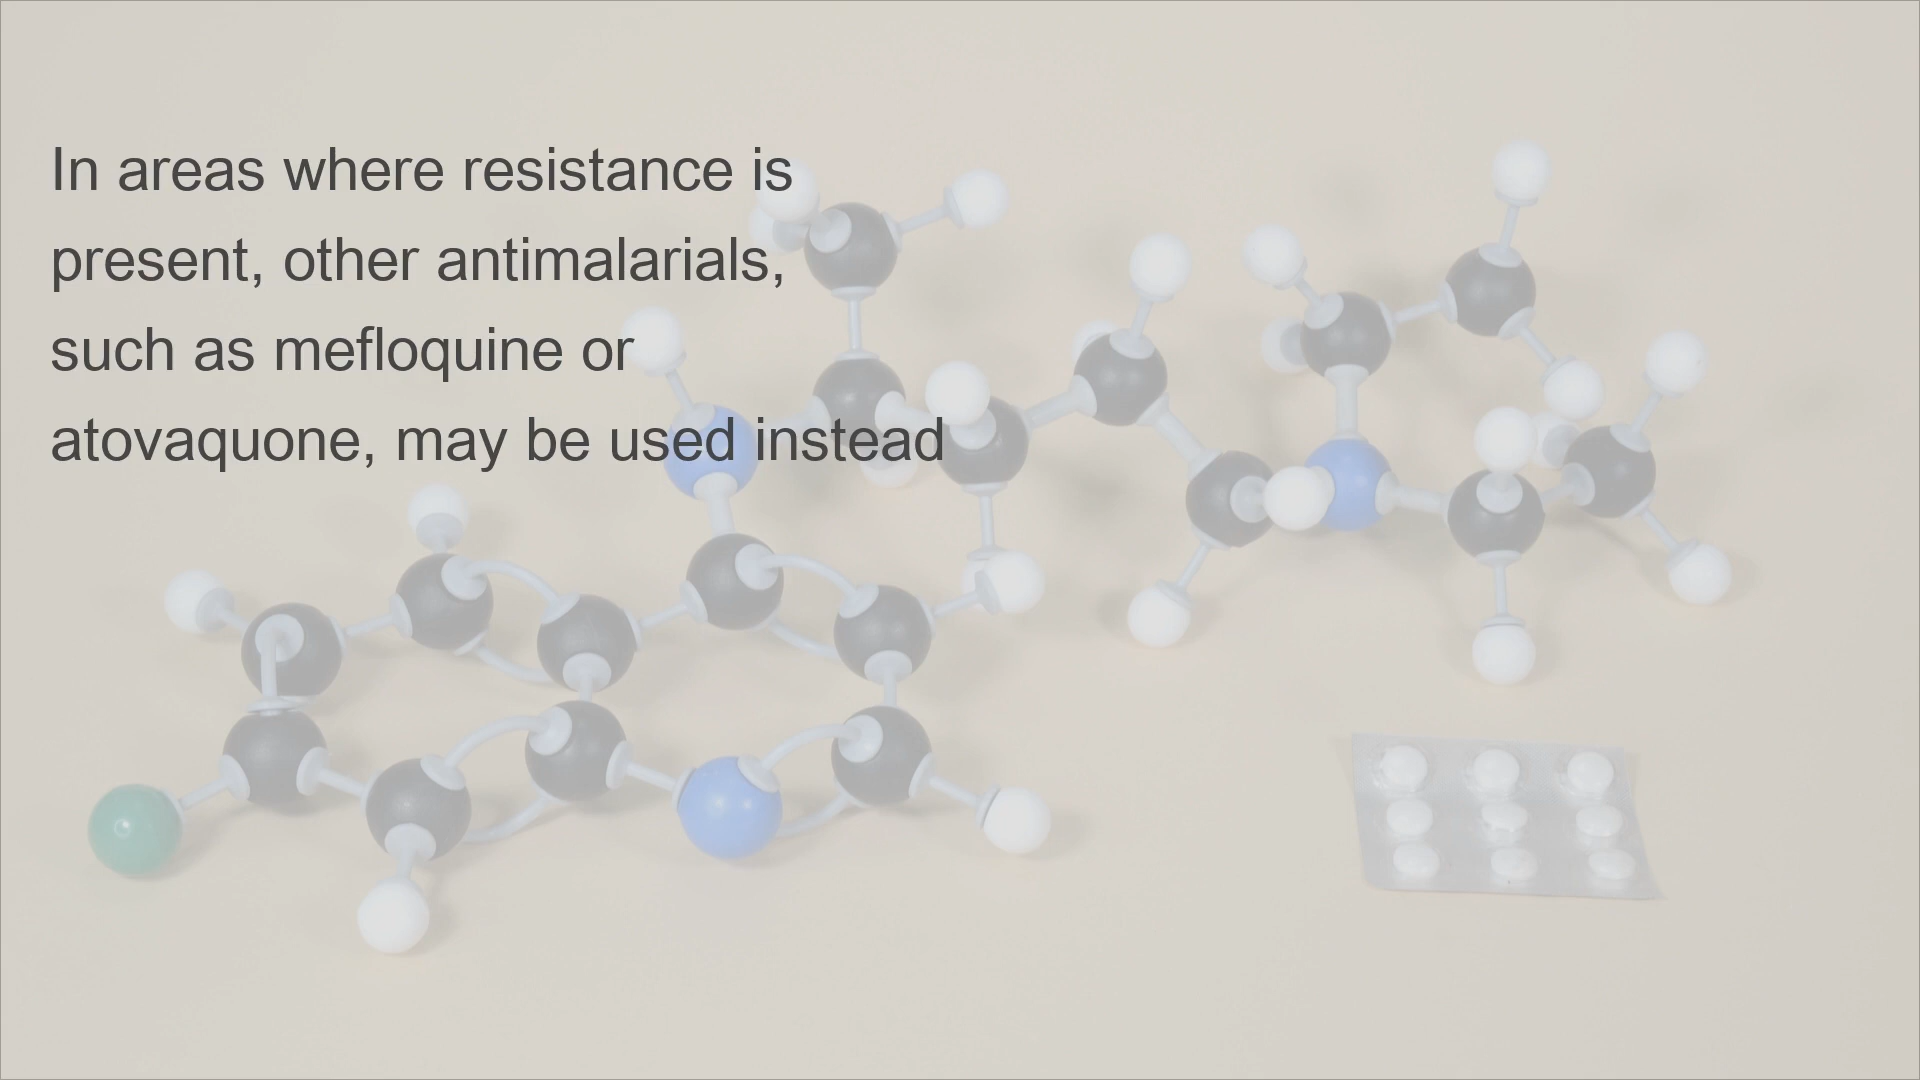 In areas where resistance is
present, other antimalarials,
such as mefloquine or
atovaquone, may be used instead